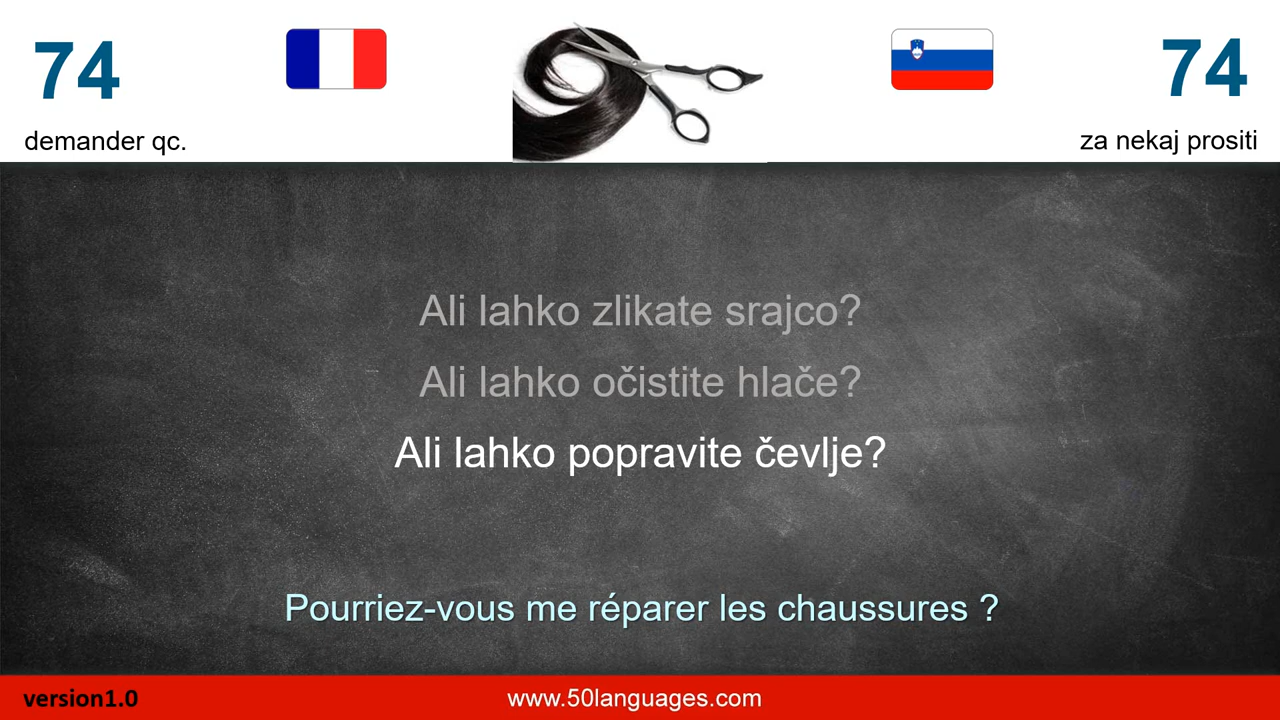 74
74
demander qc.
za nekaj prositi
Ali lahko zlikate srajco?
Ali lahko očistite hlače?
Ali lahko popravite čevlje?
Pourriez-vous me réparer les chaussures ?
version1.0
www.50languages.com